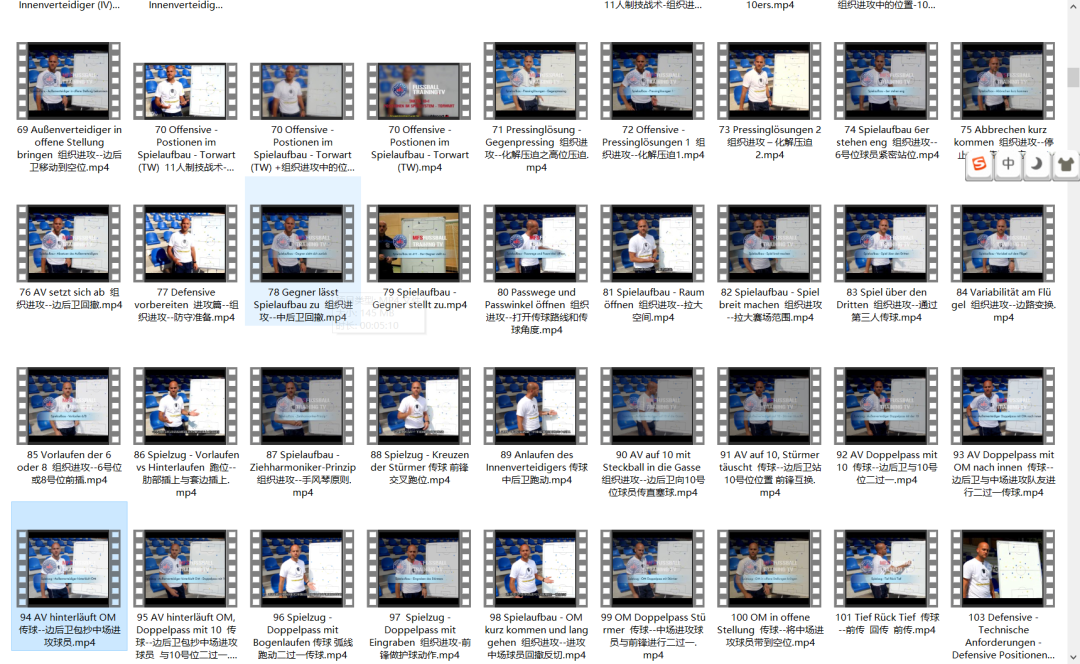 Innenverteidiger (IV)...
Innenverteidig...
11人制技战术-组织进...
10ers.mp4
组织进攻中的位置-10...
69 Außenverteidiger in
offene Stellung
bringen 组织进攻--边后
卫移动到空位.mp4
70 Offensive -
Postionen im
Spielaufbau - Torwart
(TW) 11人制技战术-...
70 Offensive -
Postionen im
Spielaufbau - Torwart
(TW) +组织进攻中的位...
70 Offensive -
Postionen im
Spielaufbau - Torwart
(TW).mp4
71 Pressinglösung -
Gegenpressing 组织进
攻--化解压迫之高位压迫.
mp4
72 Offensive -
Pressinglösungen 1 组
织进攻--化解压迫1.mp4
73 Pressinglösungen 2
组织进攻 – 化解压迫
2.mp4
74 Spielaufbau 6er
stehen eng 组织进攻--
6号位球员紧密站位.mp4
75 Abbrechen kurz
kommen 组织进攻--停
中
76 AV setzt sich ab 组
织进攻--边后卫回撤.mp4
77 Defensive
vorbereiten 进攻篇--组
织进攻--防守准备.mp4
78 Gegner lässt
Spielaufbau zu 组织进
攻--中后卫回撤.mp4
79 Spielaufbau -
Gegner stellt zu.mp4
00:05:10
80 Passwege und
Passwinkel öffnen 组织
进攻--打开传球路线和传
球角度.mp4
81 Spielaufbau - Raum
öffnen 组织进攻--拉大
空间.mp4
82 Spielaufbau - Spiel
breit machen 组织进攻
--拉大赛场范围.mp4
83 Spiel über den
Dritten 组织进攻--通过
第三人传球.mp4
84 Variabilität am Flü
gel 组织进攻--边路变换.
mp4
85 Vorlaufen der 6
oder 8 组织进攻--6号位
或8号位前插.mp4
86 Spielzug - Vorlaufen
vs Hinterlaufen 跑位--
肋部插上与套边插上.
mp4
87 Spielaufbau -
Ziehharmoniker-Prinzip
组织进攻--手风琴原则.
mp4
88 Spielzug - Kreuzen
der Stürmer 传球 前锋
交叉跑位.mp4
89 Anlaufen des
Innenverteidigers 传球
中后卫跑动.mp4
90 AV auf 10 mit
Steckball in die Gasse
组织进攻--边后卫向10号
位球员传直塞球.mp4
91 AV auf 10, Stürmer
täuscht 传球--边后卫站
10号位位置 前锋互换.
mp4
92 AV Doppelpass mit
10 传球--边后卫与10号
位二过一.mp4
93 AV Doppelpass mit
OM nach innen 传球--
边后卫与中场进攻队友进
行二过一传球.mp4
94 AV hinterläuft OM
传球--边后卫包抄中场进
攻球员.mp4
95 AV hinterläuft OM,
Doppelpass mit 10 传
球--边后卫包抄中场进攻
球员 与10号位二过一....
96 Spielzug -
Doppelpass mit
Bogenlaufen 传球 弧线
跑动二过一传球.mp4
97 Spielzug -
Doppelpass mit
Eingraben 组织进攻-前
锋做护球动作.mp4
98 Spielaufbau - OM
kurz kommen und lang
gehen 组织进攻--进攻
中场球员回撤反切.mp4
99 OM Doppelpass Stü
rmer 传球--中场进攻球
员与前锋进行二过一.
mp4
100 OM in offene
Stellung 传球--将中场进
攻球员带到空位.mp4
101 Tief Rück Tief 传球
--前传 回传 前传.mp4
103 Defensive -
Technische
Anforderungen -
Defensive Positionen...